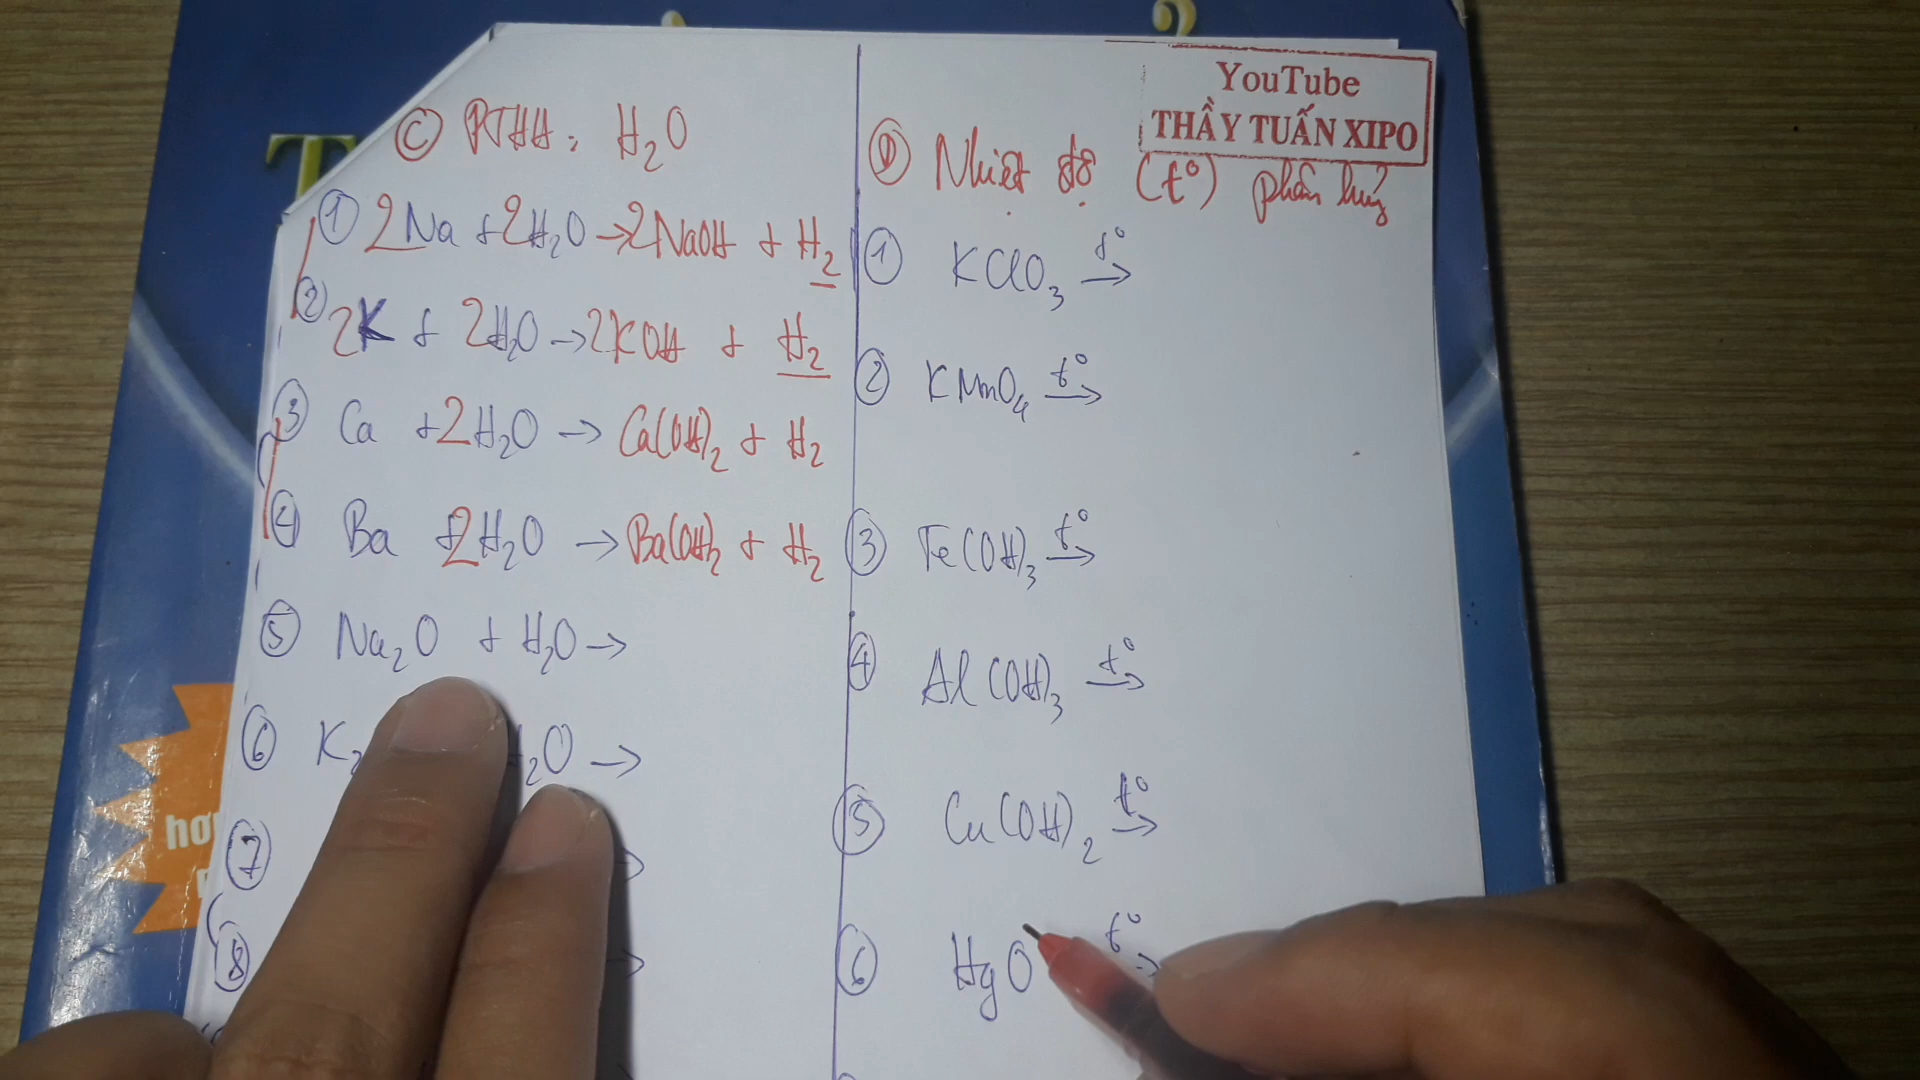 YouTube
THẦY TUẤN XIPO
Ⓒ PTHH: H₂O
① 2Na + 2H₂O → 2NaOH + H₂
② 2K + 2H₂O → 2KOH + H₂
③ Ca + 2H₂O → Ca(OH)₂ + H₂
④ Ba + 2H₂O → Ba(OH)₂ + H₂
⑤ Na₂O + H₂O →
⑥ K₂ ₂O →
⑦ →
⑧ →
Ⓓ Nhiệt độ (t°) phân huỷ
① KClO₃ t° →
② KMnO₄ t° →
③ Fe(OH)₃ t° →
④ Al(OH)₃ t° →
⑤ Cu(OH)₂ t° →
⑥ HgO t° →